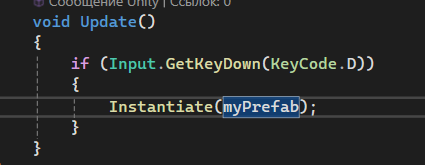 Сообщение Unity | Ссылок: 0
void Update()
{
if (Input.GetKeyDown(KeyCode.D))
{
Instantiate(myPrefab);
}
}